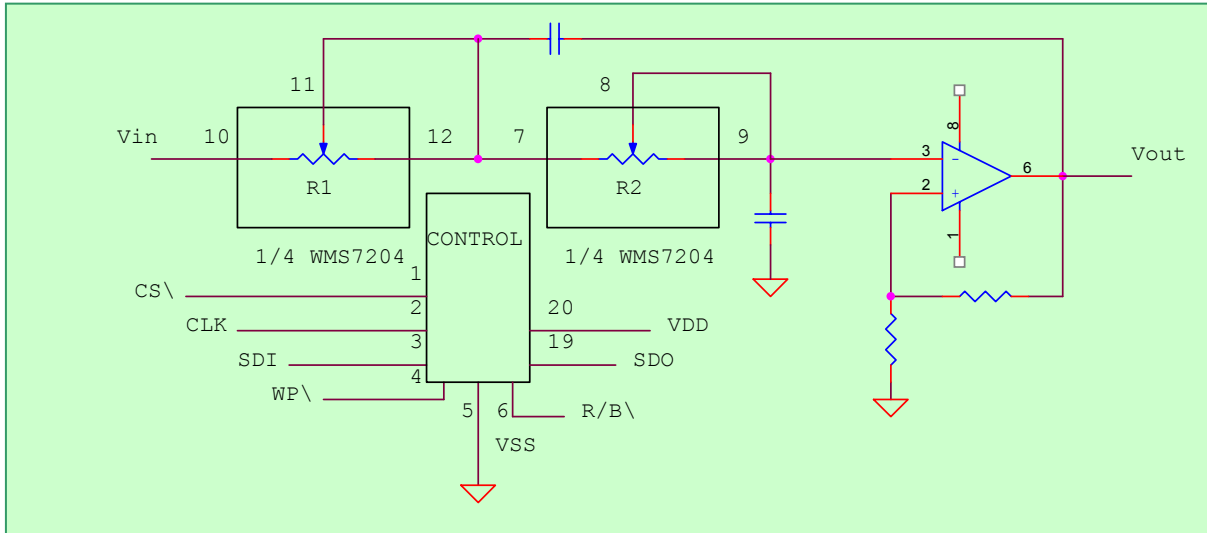 11
8
Vin
10
12
7
9
R1
R2
8
3
-
2
+
6
1
Vout
1/4 WMS7204
CONTROL
1/4 WMS7204
CS\
1
CLK
2
20
VDD
SDI
3
19
SDO
WP\
4
5
6
R/B\
VSS